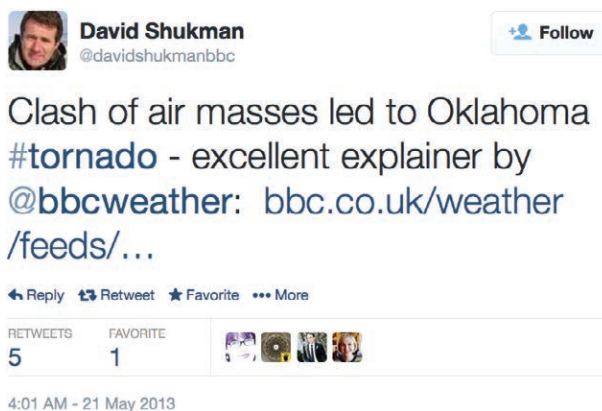 David Shukman
@davidshukmanbbc
Follow
Clash of air masses led to Oklahoma
#tornado - excellent explainer by
@bbcweather: bbc.co.uk/weather
/feeds/...
Reply Retweet Favorite More
RETWEETS FAVORITE
5 1
4:01 AM - 21 May 2013